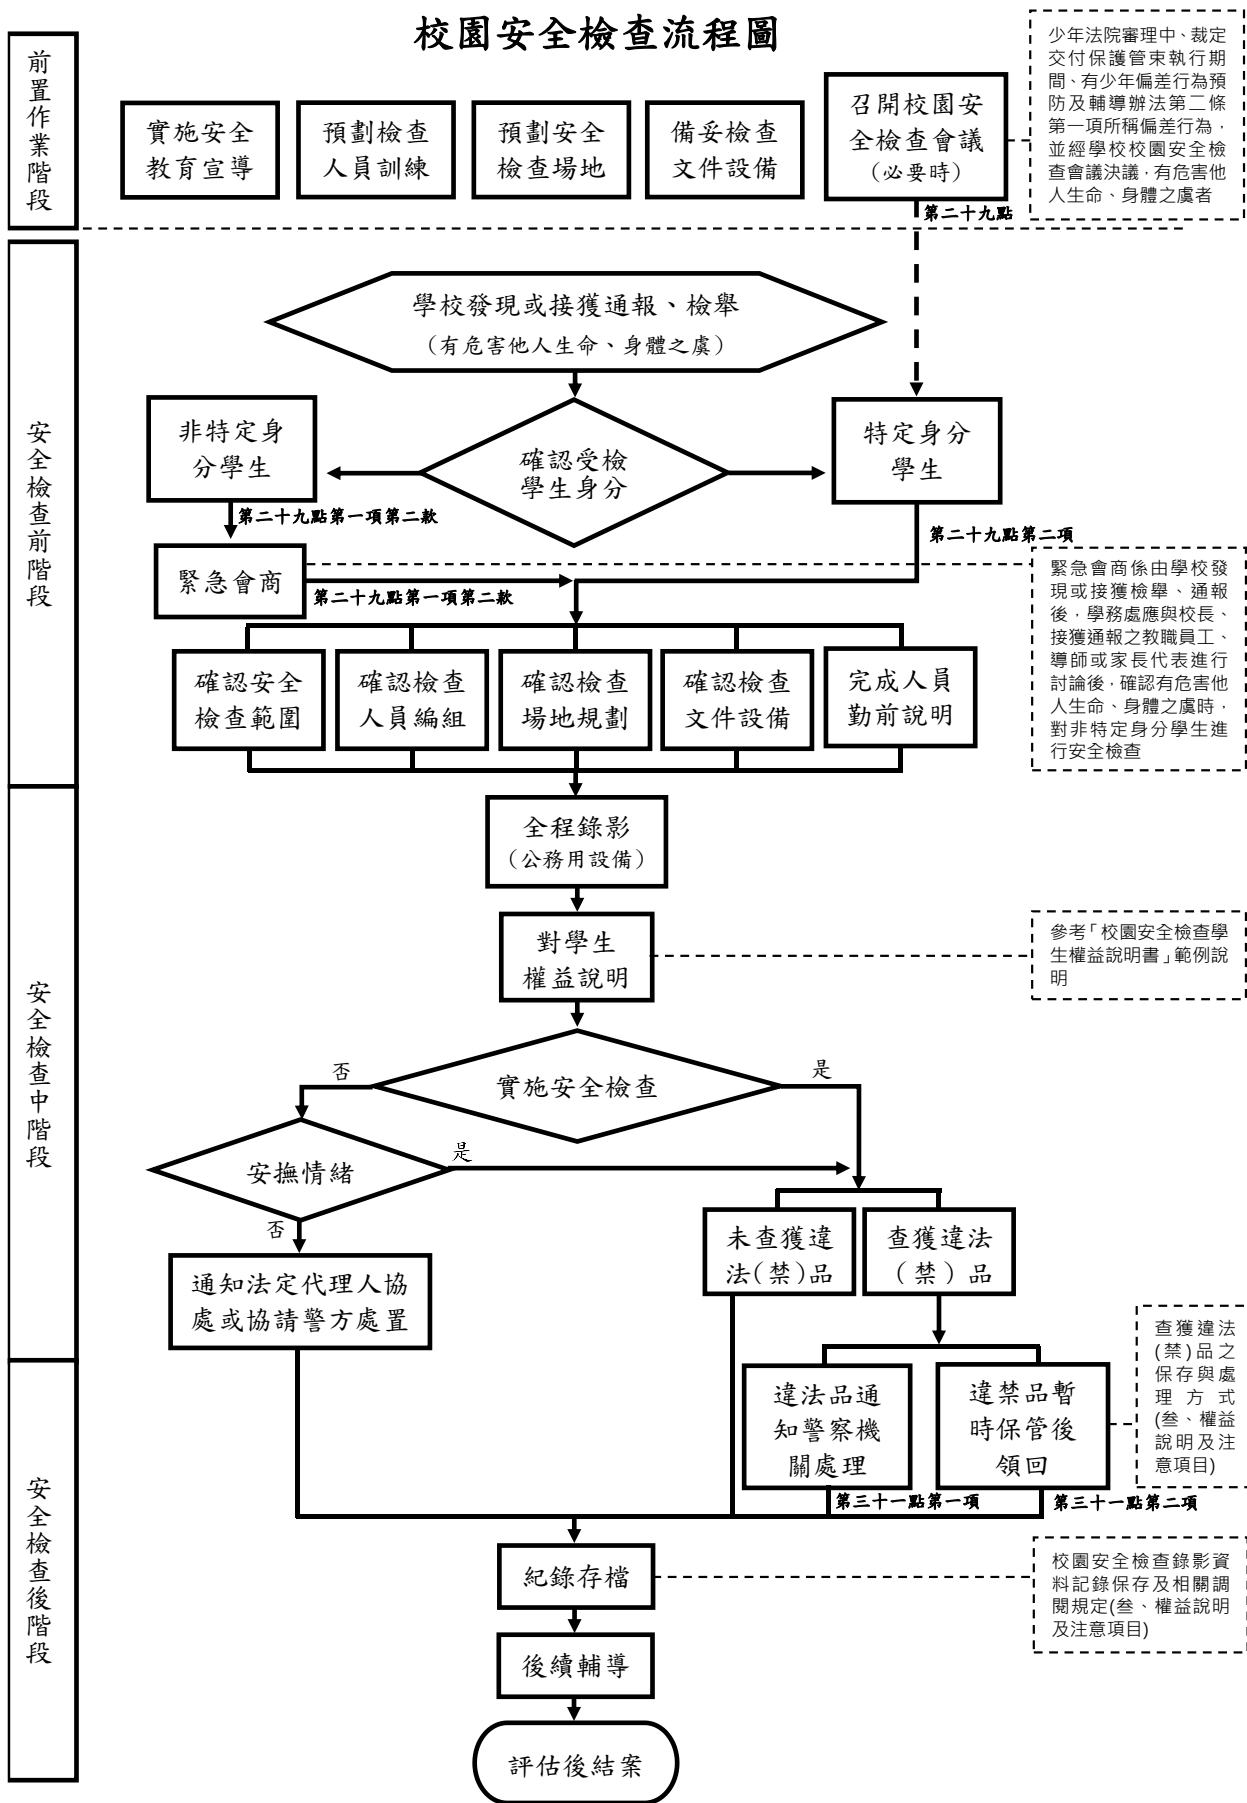 校園安全檢查流程圖
前置作業階段
實施安全
教育宣導
預劃檢查
人員訓練
預劃安全
檢查場地
備妥檢查
文件設備
召開校園安
全檢查會議
(必要時)
第二十九點
少年法院審理中、裁定
交付保護管束執行期
間、有少年偏差行為預
防及輔導辦法第二條
第一項所稱偏差行為，
並經學校校園安全檢
查會議決議，有危害他
人生命、身體之虞者
安全檢查前階段
學校發現或接獲通報、檢舉
(有危害他人生命、身體之虞)
非特定身
分學生
確認受檢
學生身分
特定身分
學生
第二十九點第一項第二款
第二十九點第二項
緊急會商
第二十九點第一項第二款
緊急會商係由學校發
現或接獲檢舉、通報
後，學務處應與校長、
接獲通報之教職員工、
導師或家長代表進行
討論後，確認有危害他
人生命、身體之虞時，
對非特定身分學生進
行安全檢查
確認安全
檢查範圍
確認檢查
人員編組
確認檢查
場地規劃
確認檢查
文件設備
完成人員
勤前說明
安全檢查中階段
全程錄影
(公務用設備)
對學生
權益說明
參考「校園安全檢查學
生權益說明書」範例說
明
實施安全檢查
否
是
安撫情緒
是
否
通知法定代理人協
處或協請警方處置
未查獲違
法(禁)品
查獲違法
(禁)品
安全檢查後階段
違法品通
知警察機
關處理
違禁品暫
時保管後
領回
查獲違法
(禁)品之
保存與處
理方式
(叁、權益
說明及注
意項目)
第三十一點第一項
第三十一點第二項
紀錄存檔
校園安全檢查錄影資
料記錄保存及相關調
閱規定(叁、權益說明
及注意項目)
後續輔導
評估後結案